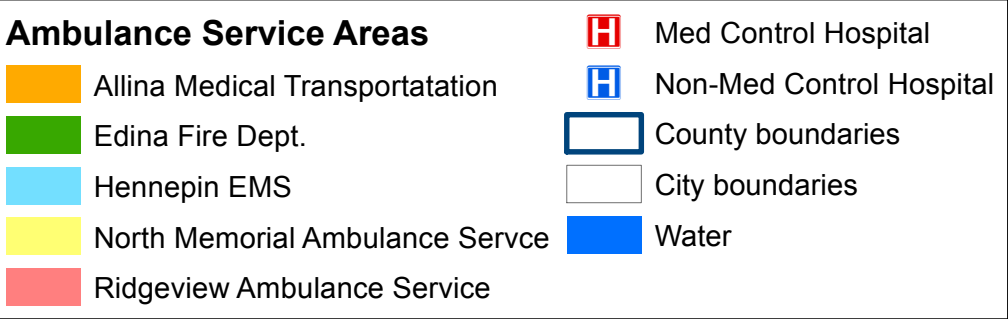 Ambulance Service Areas
Allina Medical Transportatation
Edina Fire Dept.
Hennepin EMS
North Memorial Ambulance Servce
Ridgeview Ambulance Service
H Med Control Hospital
H Non-Med Control Hospital
County boundaries
City boundaries
Water